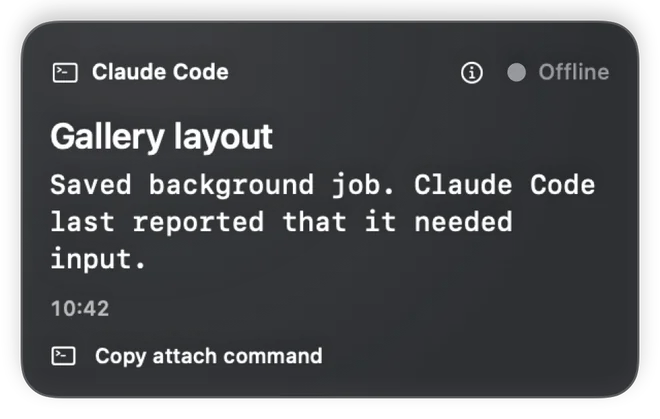 Claude Code
Offline
Gallery layout
Saved background job. Claude Code
last reported that it needed
input.
10:42
Copy attach command